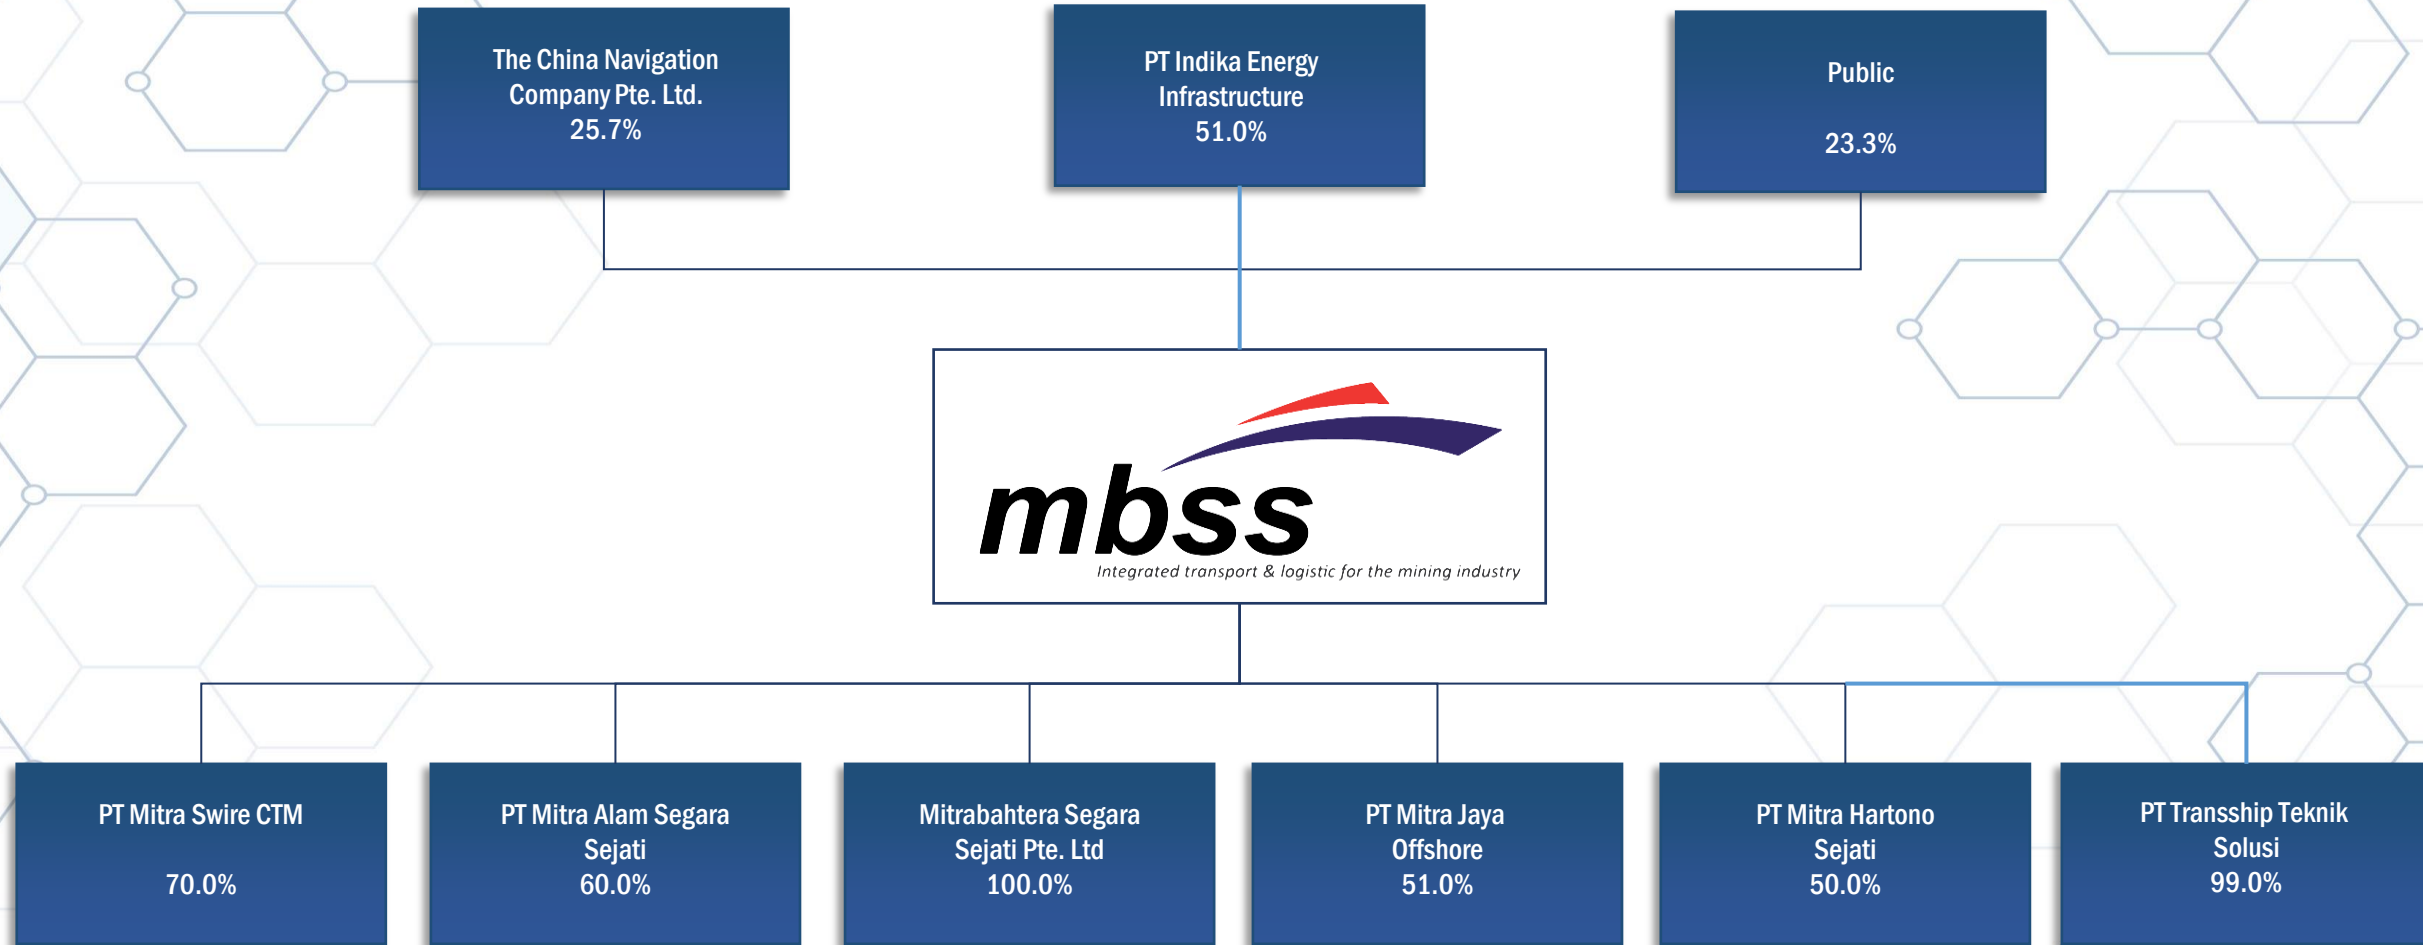 The China Navigation
Company Pte. Ltd.
25.7%
PT Indika Energy
Infrastructure
51.0%
Public
23.3%
mbss
Integrated transport & logistic for the mining industry
PT Mitra Swire CTM
70.0%
PT Mitra Alam Segara
Sejati
60.0%
Mitrabahtera Segara
Sejati Pte. Ltd
100.0%
PT Mitra Jaya
Offshore
51.0%
PT Mitra Hartono
Sejati
50.0%
PT Transship Teknik
Solusi
99.0%